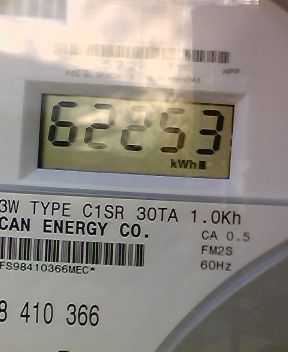 62253
kWh
3W TYPE C1SR 30TA 1.0Kh
CAN ENERGY CO.
CA 0.5
FM2S
60Hz
FS98410366MEC*
8 410 366